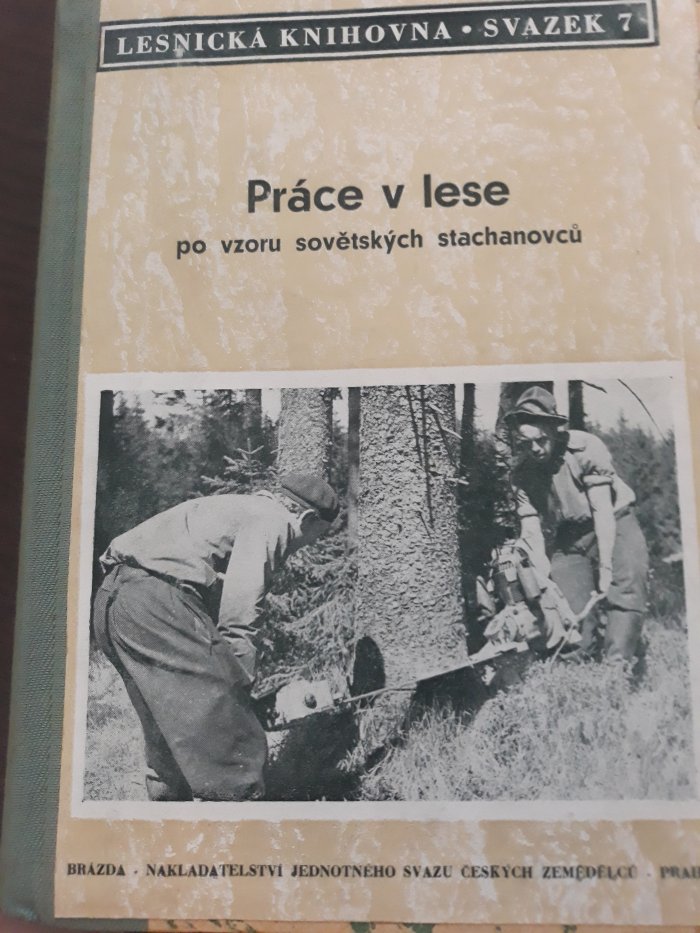 LESNICKÁ KNIHOVNA • SVAZEK 7
Práce v lese
po vzoru sovětských stachanovců
BRÁZDA • NAKLADATELSTVÍ JEDNOTNÉHO SVAZU ČESKÝCH ZEMĚDĚLCŮ •